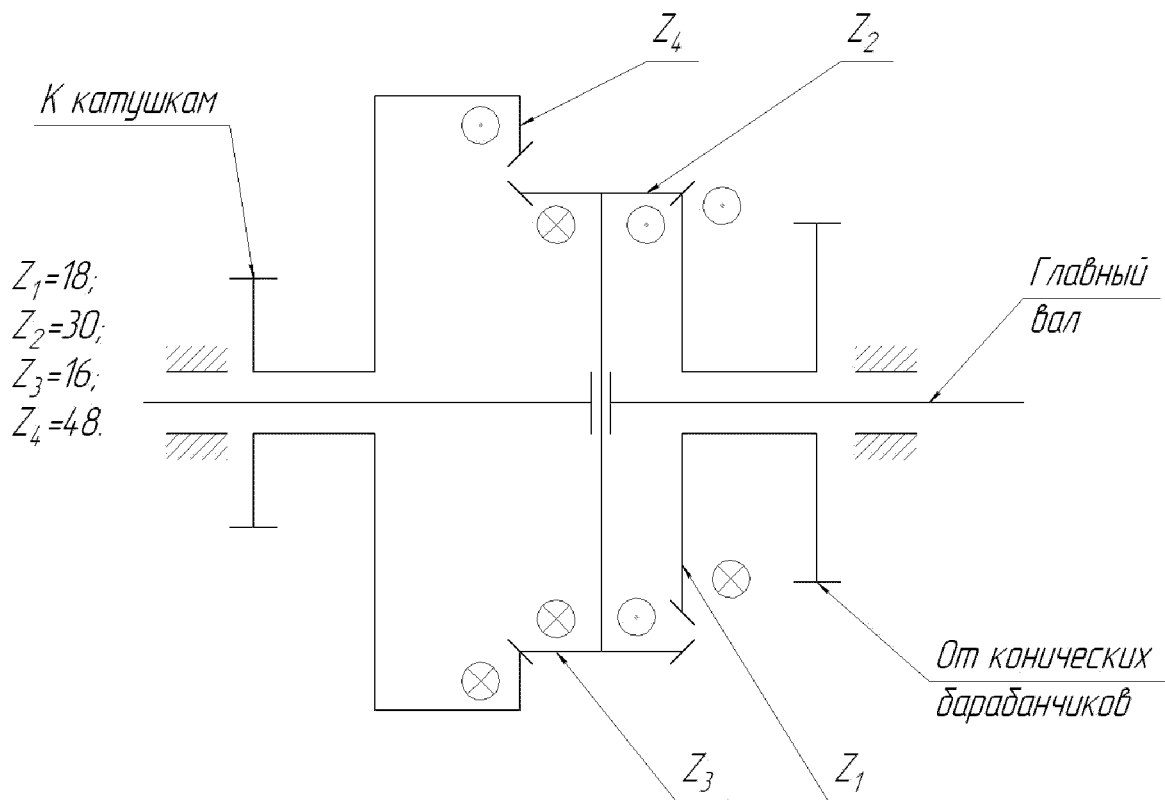 Z4
Z2
К катушкам
Z1=18;
Z2=30;
Z3=16;
Z4=48.
Главный
вал
От конических
барабанчиков
Z3
Z1